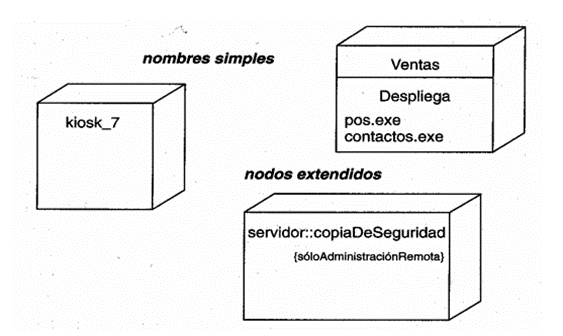 nombres simples
kiosk_7
Ventas
Despliega
pos.exe
contactos.exe
nodos extendidos
servidor::copiaDeSeguridad
{sóloAdministraciónRemota}